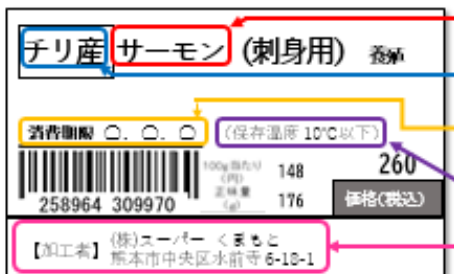 チリ産 サーモン (刺身用) 養殖
消費期限 〇. 〇. 〇 (保存温度 10℃以下)
100g当たり(円) 148 260
正味量(g) 176 価格(税込)
258964 309970
【加工者】 (株)スーパー くまもと
熊本市中央区水前寺 6-18-1